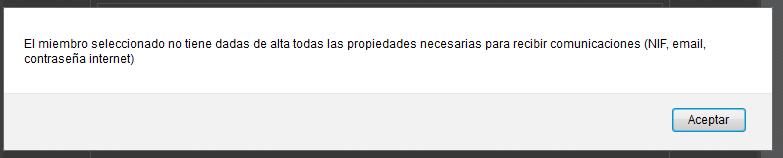 El miembro seleccionado no tiene dadas de alta todas las propiedades necesarias para recibir comunicaciones (NIF, email,
contraseña internet)
Aceptar